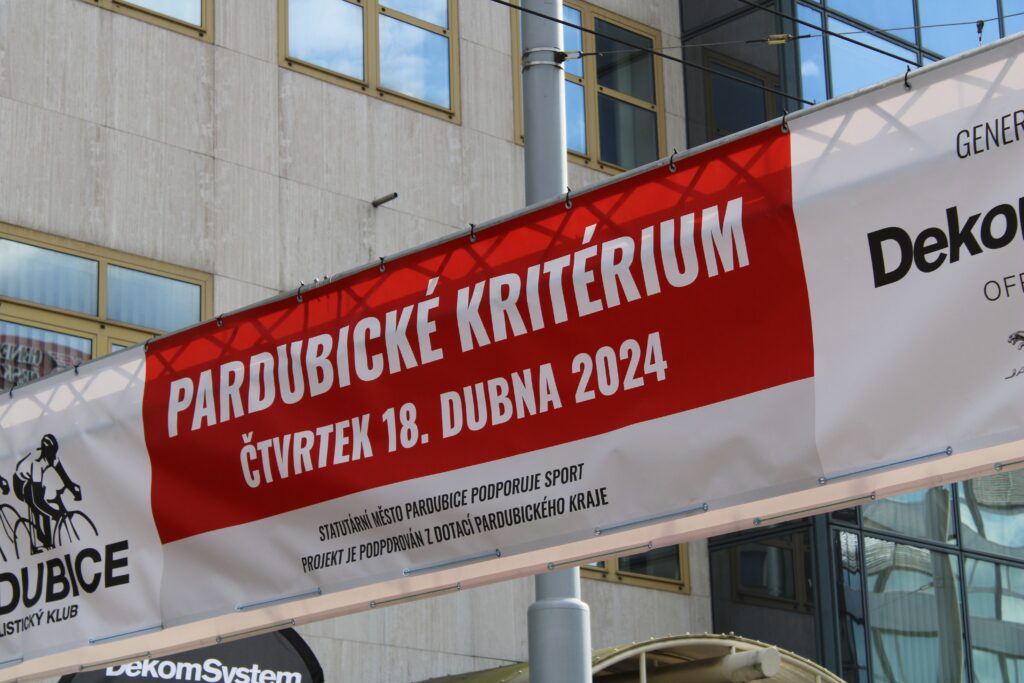 PARDUBICKÉ KRITÉRIUM
ČTVRTEK 18. DUBNA 2024
STATUTÁRNÍ MĚSTO PARDUBICE PODPORUJE SPORT
PROJEKT JE PODPOROVÁN Z DOTACÍ PARDUBICKÉHO KRAJE
DUBICE
LISTICKÝ KLUB
GENER
Dekom
OFF
DekomSystem